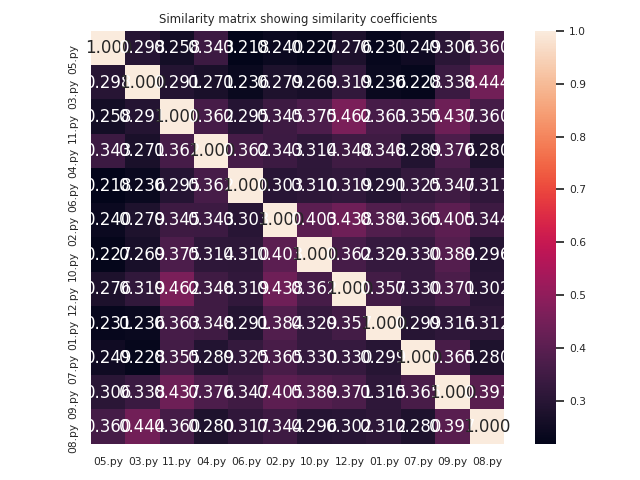 Similarity matrix showing similarity coefficients
05.py 1.000 0.298 0.258 0.343 0.218 0.240 0.227 0.276 0.231 0.249 0.306 0.360
03.py 0.298 1.000 0.291 0.271 0.236 0.279 0.269 0.319 0.236 0.228 0.338 0.444
11.py 0.258 0.291 1.000 0.362 0.295 0.345 0.375 0.462 0.363 0.355 0.437 0.360
04.py 0.343 0.271 0.362 1.000 0.362 0.343 0.314 0.348 0.348 0.289 0.376 0.280
06.py 0.218 0.236 0.295 0.362 1.000 0.303 0.310 0.319 0.291 0.325 0.347 0.317
02.py 0.240 0.279 0.345 0.343 0.303 1.000 0.403 0.438 0.384 0.365 0.405 0.344
10.py 0.227 0.269 0.375 0.314 0.310 0.403 1.000 0.362 0.329 0.330 0.389 0.296
12.py 0.276 0.319 0.462 0.348 0.319 0.438 0.362 1.000 0.357 0.330 0.371 0.302
01.py 0.231 0.236 0.363 0.348 0.291 0.384 0.329 0.357 1.000 0.299 0.315 0.312
07.py 0.249 0.228 0.355 0.289 0.325 0.365 0.330 0.330 0.299 1.000 0.365 0.280
09.py 0.306 0.338 0.437 0.376 0.347 0.405 0.389 0.371 0.315 0.365 1.000 0.397
08.py 0.360 0.444 0.360 0.280 0.317 0.344 0.296 0.302 0.312 0.280 0.397 1.000
05.py 03.py 11.py 04.py 06.py 02.py 10.py 12.py 01.py 07.py 09.py 08.py
1.0
0.9
0.8
0.7
0.6
0.5
0.4
0.3